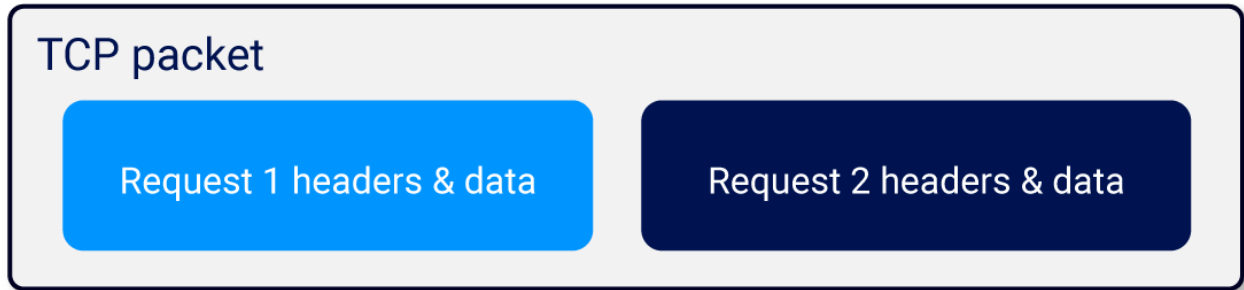 TCP packet
Request 1 headers & data
Request 2 headers & data